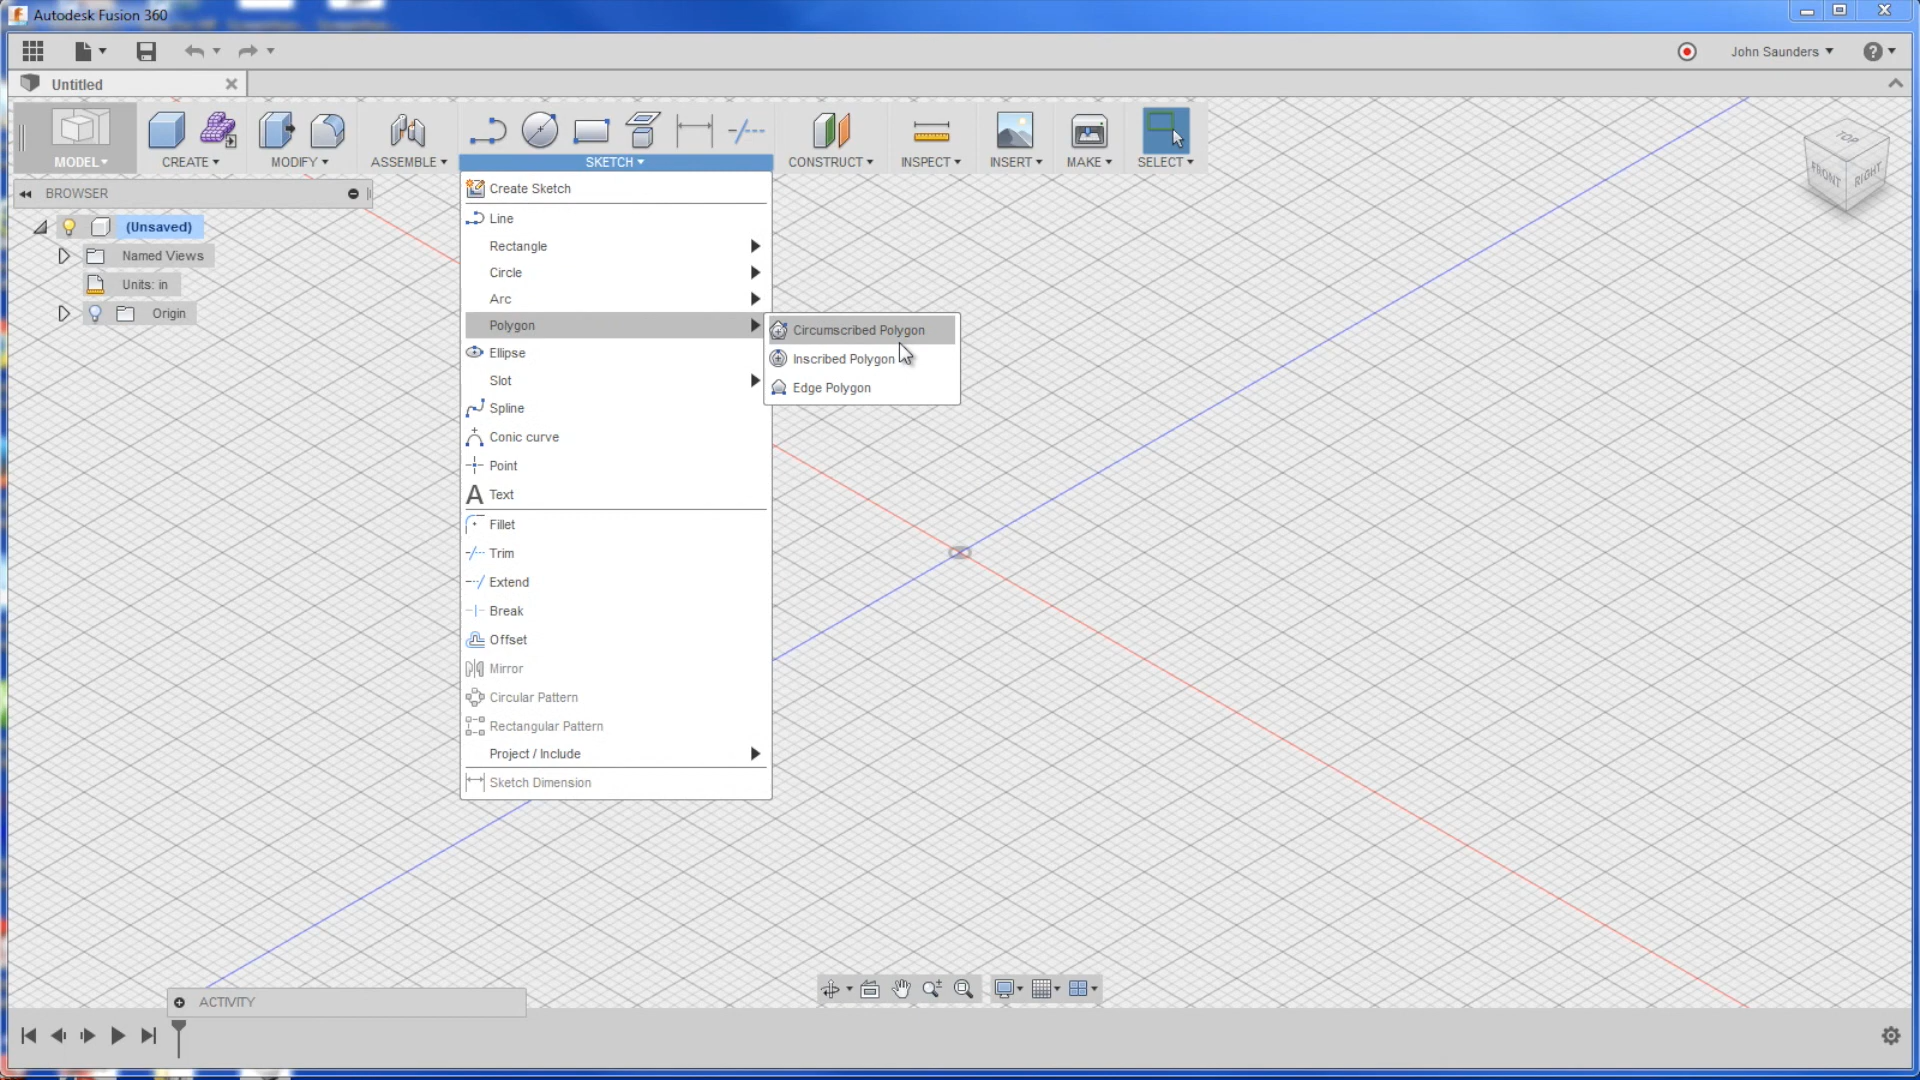 Autodesk Fusion 360
John Saunders
Untitled
MODEL
CREATE
MODIFY
ASSEMBLE
SKETCH
CONSTRUCT
INSPECT
INSERT
MAKE
SELECT
BROWSER
(Unsaved)
Named Views
Units: in
Origin
TOP
FRONT
RIGHT
Create Sketch
Line
Rectangle
Circle
Arc
Polygon
Circumscribed Polygon
Inscribed Polygon
Edge Polygon
Ellipse
Slot
Spline
Conic curve
Point
A Text
Fillet
Trim
Extend
Break
Offset
Mirror
Circular Pattern
Rectangular Pattern
Project / Include
Sketch Dimension
ACTIVITY